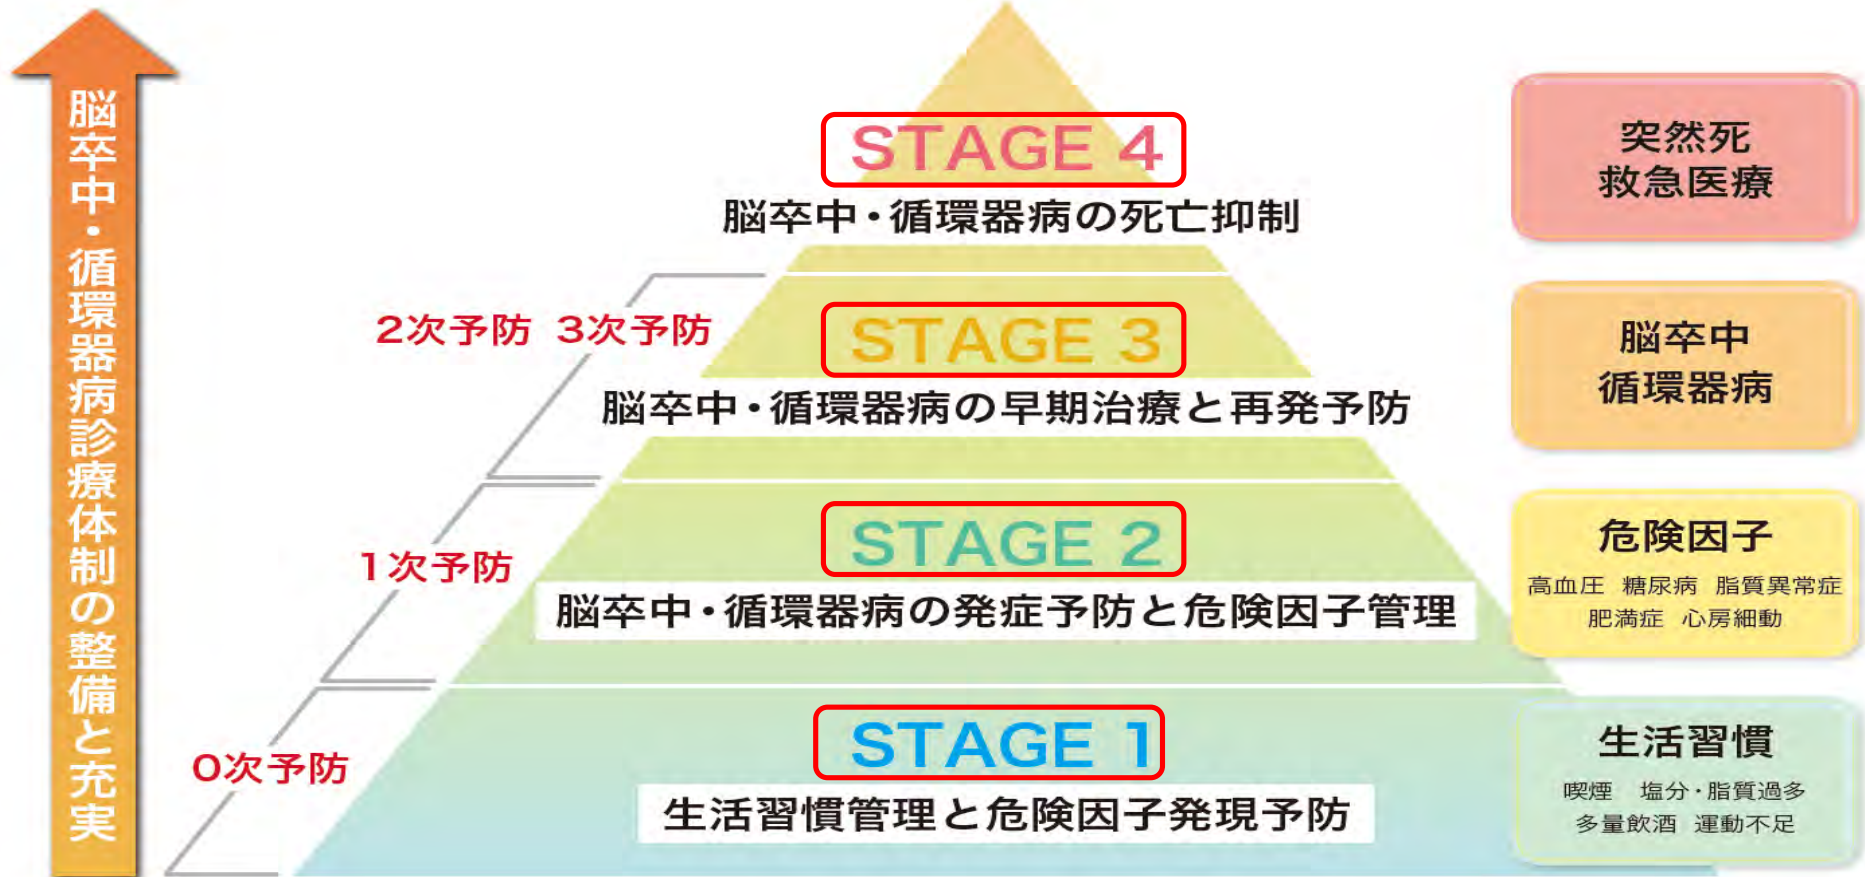 脳卒中・循環器病診療体制の整備と充実
STAGE 4
脳卒中・循環器病の死亡抑制
突然死
救急医療
2次予防 3次予防
STAGE 3
脳卒中・循環器病の早期治療と再発予防
脳卒中
循環器病
1次予防
STAGE 2
脳卒中・循環器病の発症予防と危険因子管理
危険因子
高血圧 糖尿病 脂質異常症
肥満症 心房細動
0次予防
STAGE 1
生活習慣管理と危険因子発現予防
生活習慣
喫煙 塩分・脂質過多
多量飲酒 運動不足